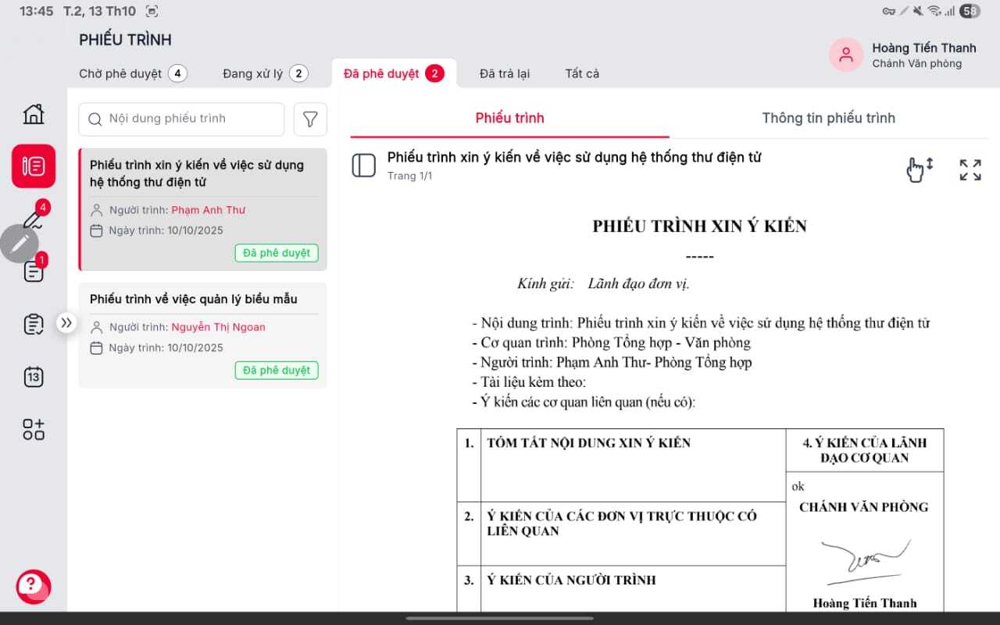 13:45 T.2, 13 Th10
58
PHIẾU TRÌNH
Hoàng Tiến Thanh
Chánh Văn phòng
Chờ phê duyệt 4
Đang xử lý 2
Đã phê duyệt 2
Đã trả lại
Tất cả
4
1
13
Nội dung phiếu trình
Phiếu trình xin ý kiến về việc sử dụng
hệ thống thư điện tử
Người trình: Phạm Anh Thư
Ngày trình: 10/10/2025
Đã phê duyệt
Phiếu trình về việc quản lý biểu mẫu
Người trình: Nguyễn Thị Ngoan
Ngày trình: 10/10/2025
Đã phê duyệt
Phiếu trình
Thông tin phiếu trình
Phiếu trình xin ý kiến về việc sử dụng hệ thống thư điện tử
Trang 1/1
PHIẾU TRÌNH XIN Ý KIẾN
-----
Kính gửi: Lãnh đạo đơn vị.
- Nội dung trình: Phiếu trình xin ý kiến về việc sử dụng hệ thống thư điện tử
- Cơ quan trình: Phòng Tổng hợp - Văn phòng
- Người trình: Phạm Anh Thư- Phòng Tổng hợp
- Tài liệu kèm theo:
- Ý kiến các cơ quan liên quan (nếu có):
1. TÓM TẮT NỘI DUNG XIN Ý KIẾN
2. Ý KIẾN CỦA CÁC ĐƠN VỊ TRỰC THUỘC CÓ
LIÊN QUAN
3. Ý KIẾN CỦA NGƯỜI TRÌNH
4. Ý KIẾN CỦA LÃNH
ĐẠO CƠ QUAN
ok
CHÁNH VĂN PHÒNG
Hoàng Tiến Thanh